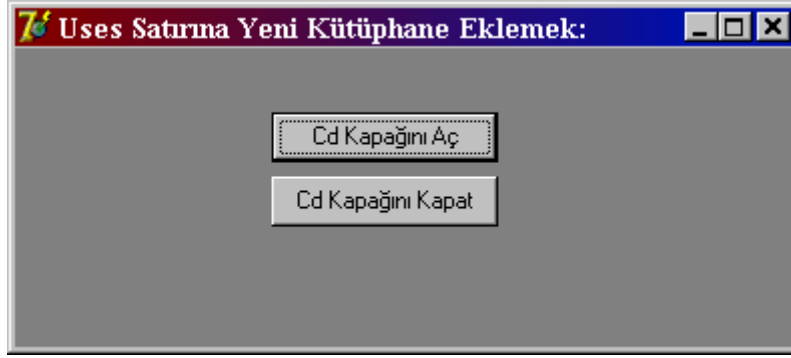 Uses Satırına Yeni Kütüphane Eklemek:
Cd Kapağını Aç
Cd Kapağını Kapat